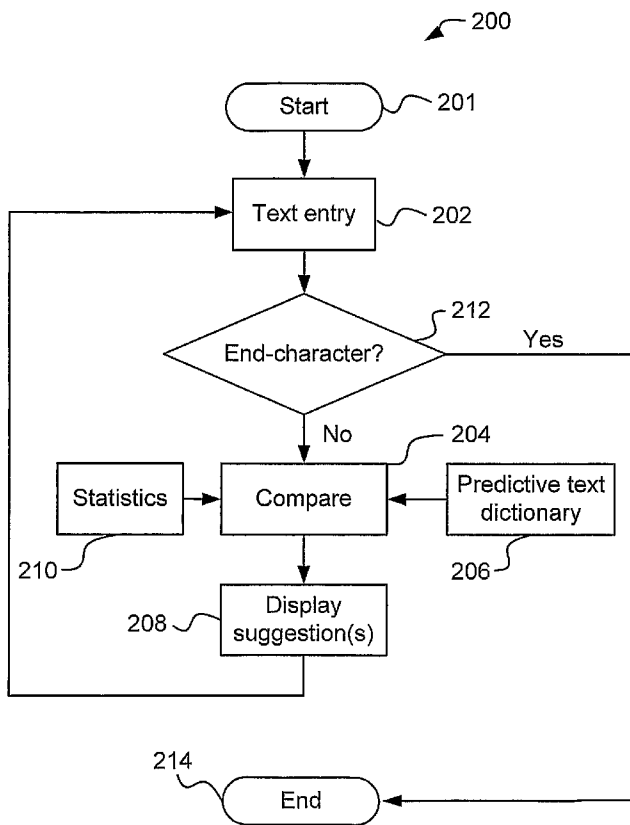 200
Start
201
Text entry
202
212
End-character?
Yes
No
204
Statistics
Compare
Predictive text
dictionary
210
206
208
Display
suggestion(s)
214
End